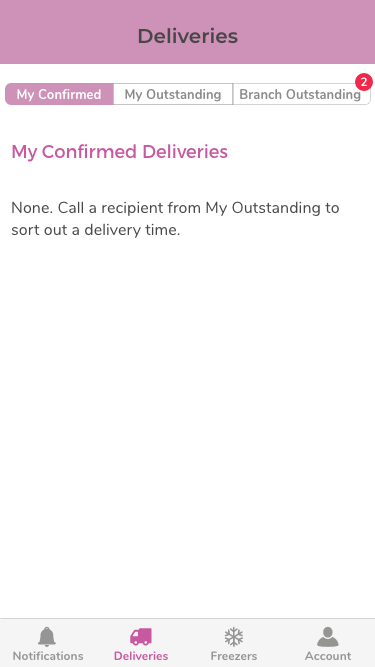 Deliveries
2
My Confirmed
My Outstanding
Branch Outstanding
My Confirmed Deliveries
None. Call a recipient from My Outstanding to
sort out a delivery time.
Notifications
Deliveries
Freezers
Account